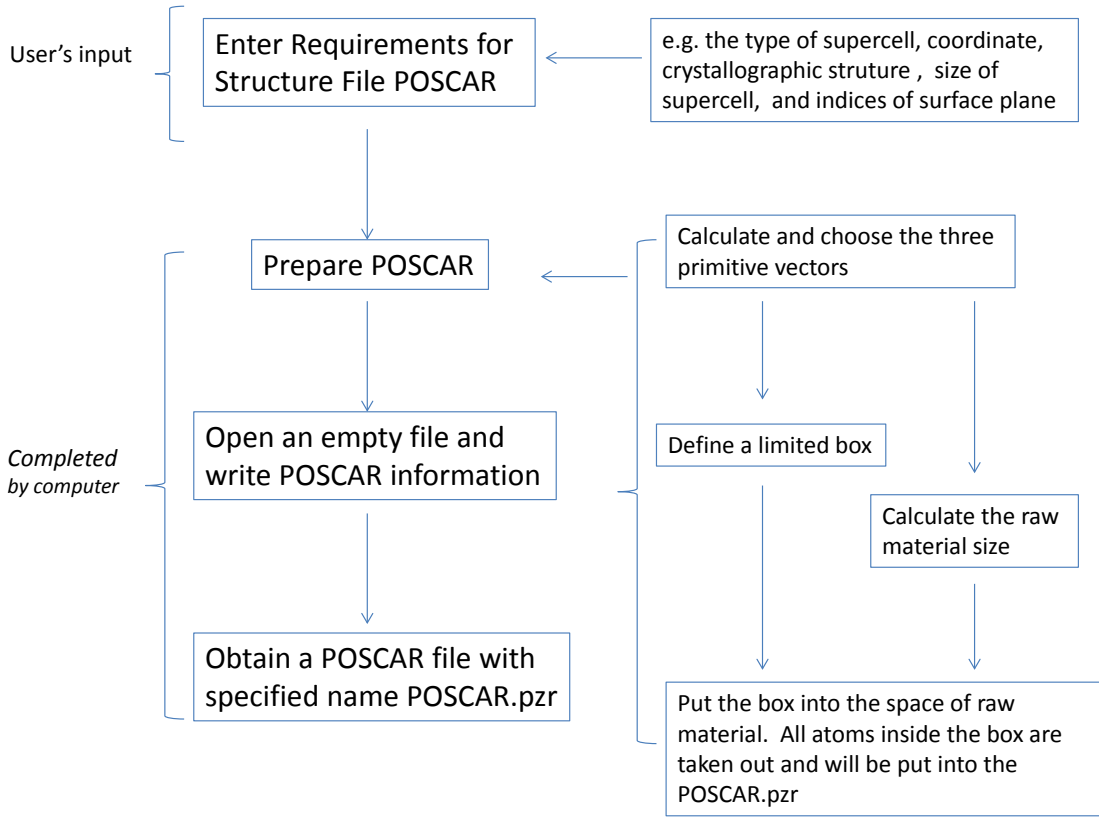 User’s input
Enter Requirements for
Structure File POSCAR
e.g. the type of supercell, coordinate,
crystallographic struture ,  size of
supercell,  and indices of surface plane
Prepare POSCAR
Calculate and choose the three
primitive vectors
Open an empty file and
write POSCAR information
Define a limited box
Completed
by computer
Calculate the raw
material size
Obtain a POSCAR file with
specified name POSCAR.pzr
Put the box into the space of raw
material.  All atoms inside the box are
taken out and will be put into the
POSCAR.pzr